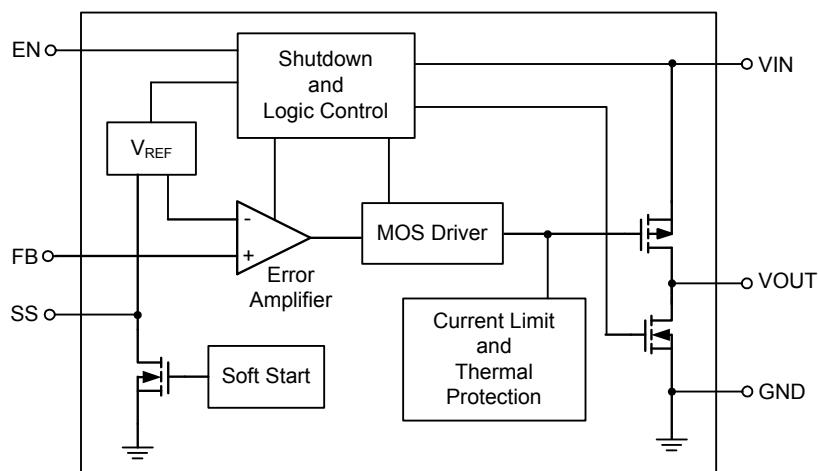 EN
Shutdown
and
Logic Control
VIN
VREF
-
+
MOS Driver
FB
Error
Amplifier
VOUT
SS
Current Limit
and
Thermal
Protection
Soft Start
GND